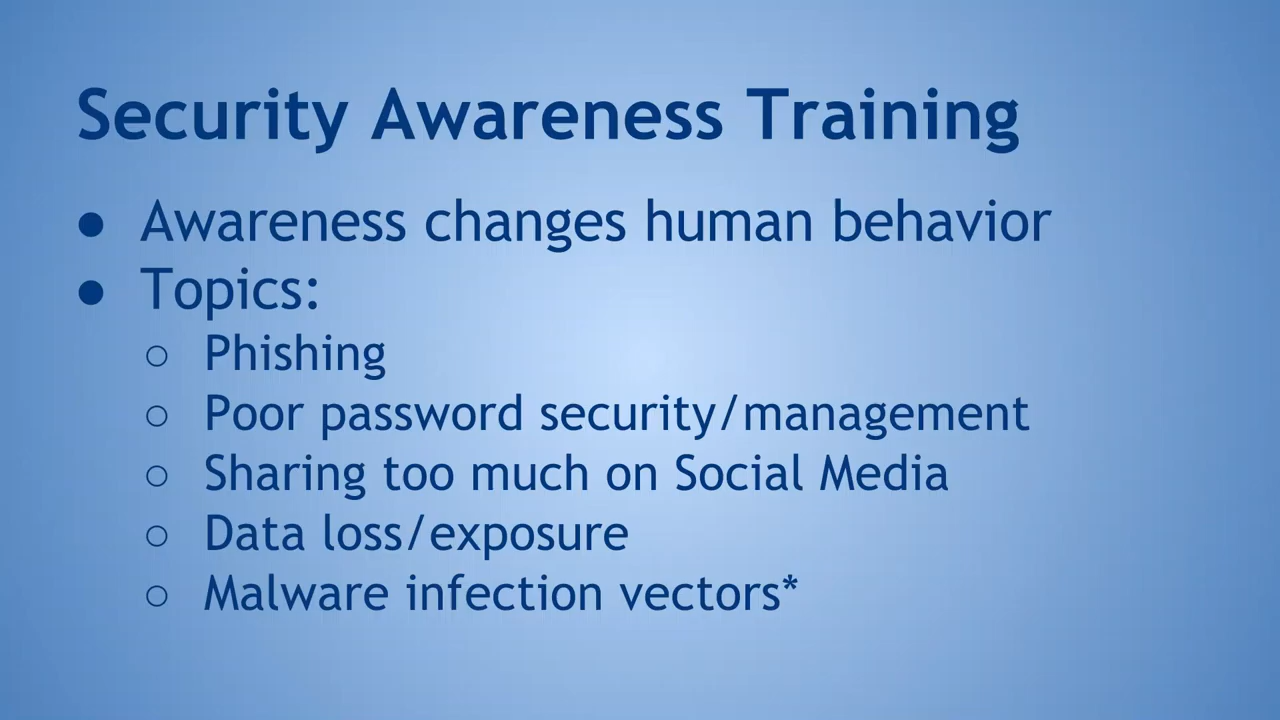 Security Awareness Training
● Awareness changes human behavior
● Topics:
○ Phishing
○ Poor password security/management
○ Sharing too much on Social Media
○ Data loss/exposure
○ Malware infection vectors*